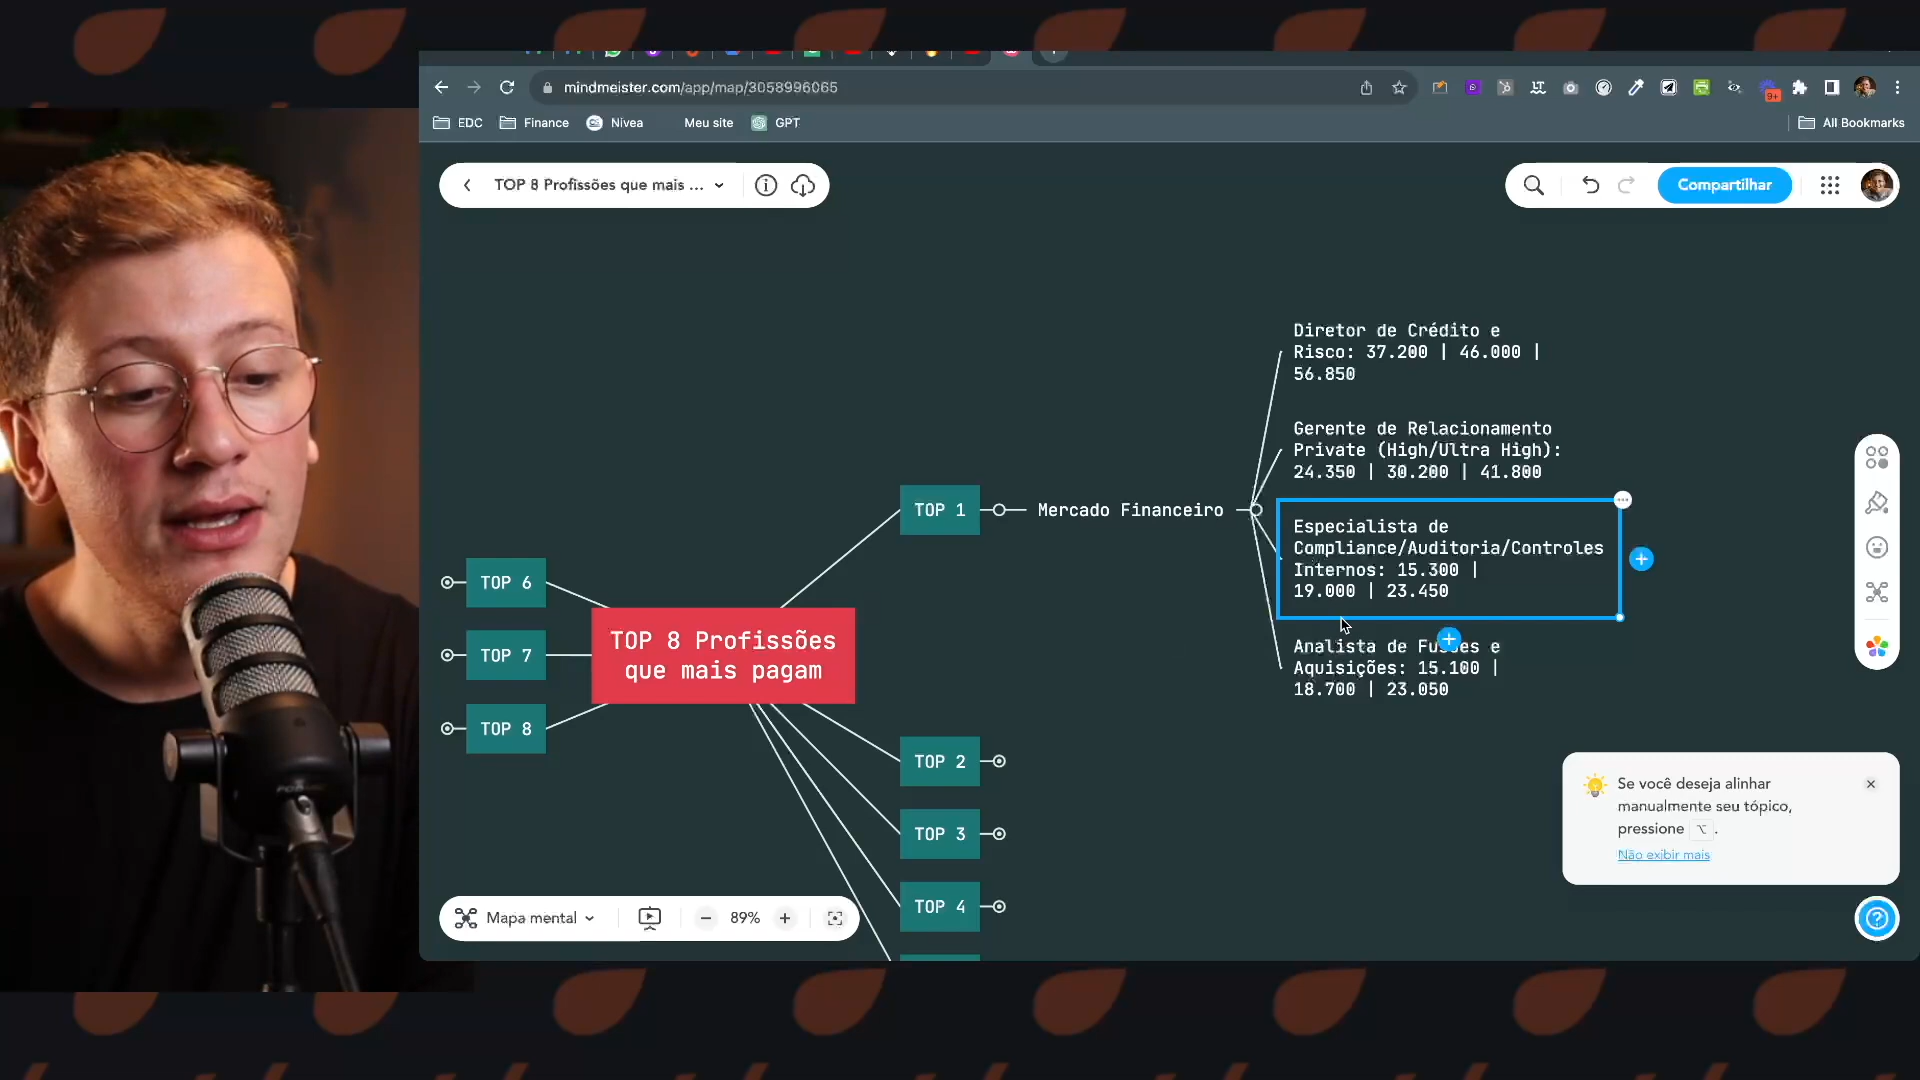 mindmeister.com/app/map/3058996065
EDC
Finance
Nívea
Meu site
GPT
All Bookmarks
9+
TOP 8 Profissões que mais ...
Compartilhar
Diretor de Crédito e
Risco: 37.200 | 46.000 |
56.850
Gerente de Relacionamento
Private (High/Ultra High):
24.350 | 30.200 | 41.800
TOP 1
Mercado Financeiro
Especialista de
Compliance/Auditoria/Controles
Internos: 15.300 |
19.000 | 23.450
Analista de Fusões e
Aquisições: 15.100 |
18.700 | 23.050
TOP 6
TOP 7
TOP 8
TOP 8 Profissões
que mais pagam
TOP 2
TOP 3
TOP 4
Se você deseja alinhar
manualmente seu tópico,
pressione ⌥ .
Não exibir mais
Mapa mental
89%